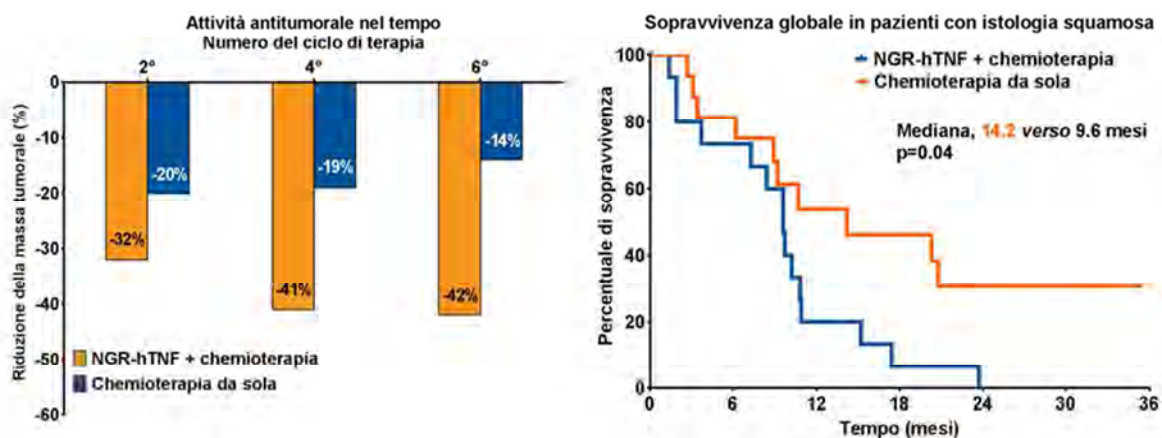 Attività antitumorale nel tempo
Numero del ciclo di terapia
2°
4°
6°
0
-10
-20
-30
-40
-50
-60
Riduzione della massa tumorale (%)
-32%
-20%
-41%
-19%
-42%
-14%
NGR-hTNF + chemioterapia
Chemioterapia da sola
Sopravvivenza globale in pazienti con istologia squamosa
NGR-hTNF + chemioterapia
Chemioterapia da sola
Mediana, 14.2 verso 9.6 mesi
p=0.04
Percentuale di sopravvivenza
100
80
60
40
20
0
0
6
12
18
24
30
36
Tempo (mesi)